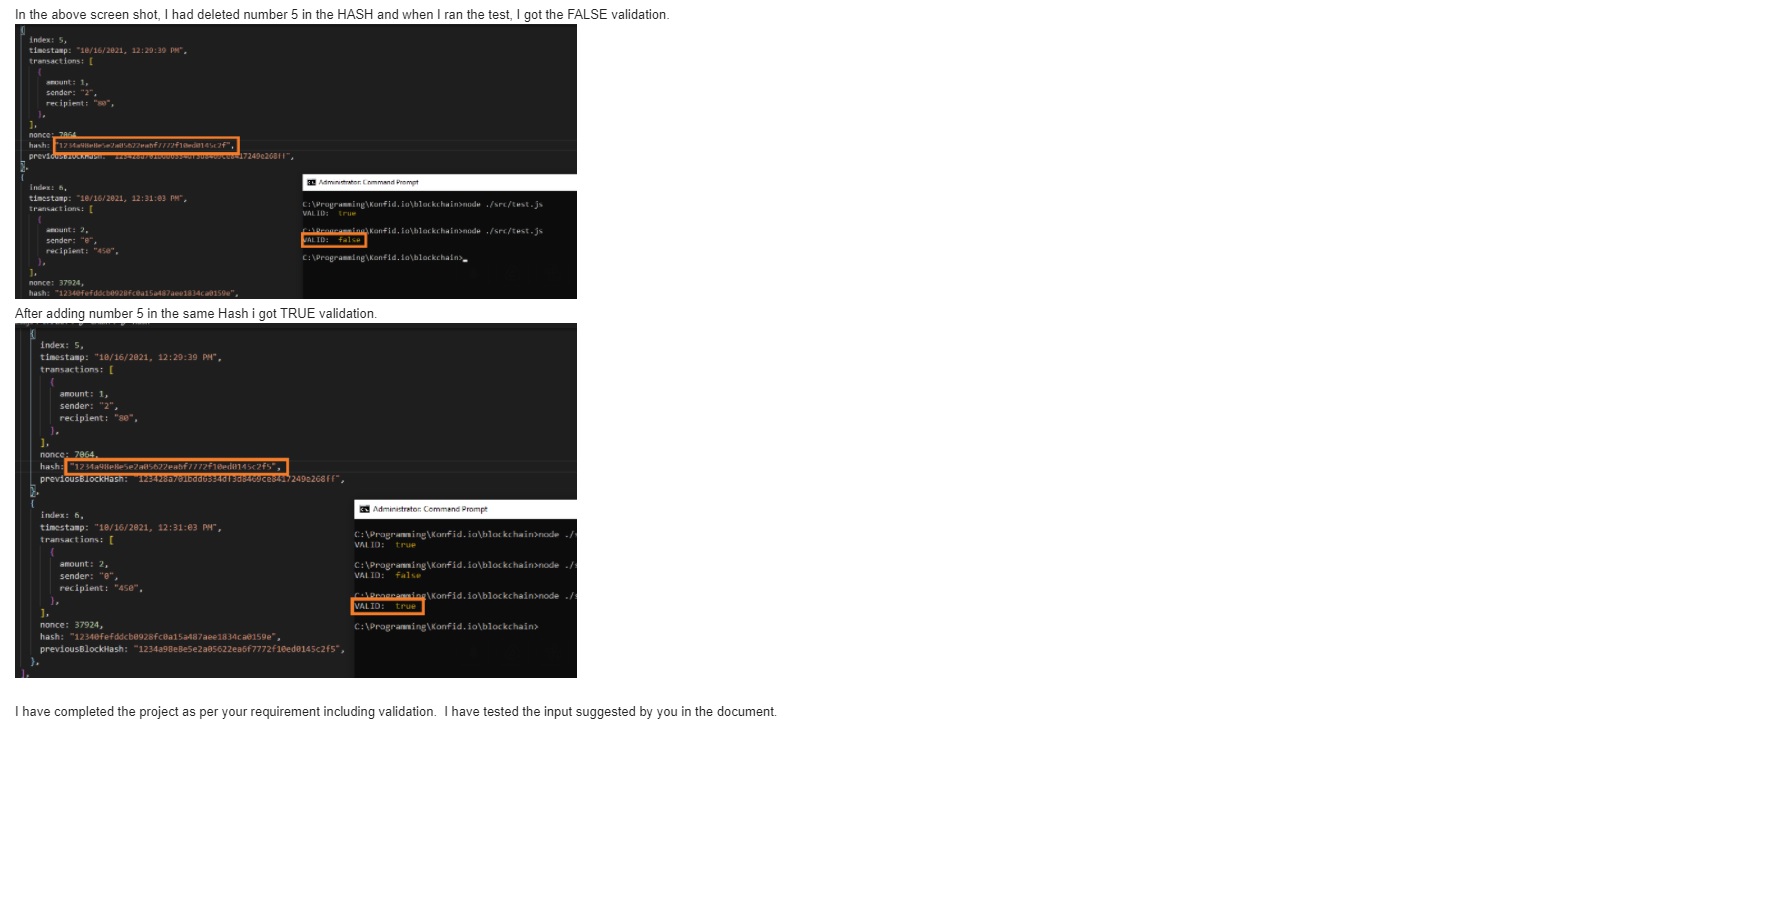 In the above screen shot, I had deleted number 5 in the HASH and when I ran the test, I got the FALSE validation.
{
index: 5,
timestamp: "10/16/2021, 12:29:39 PM",
transactions: [
{
amount: 1,
sender: "2",
recipient: "80",
},
],
nonce: 7064,
hash: "1234a98e8e5e2a05622ea6f7772f10ed0145c2f",
previousBlockHash:
},
{
index: 6,
timestamp: "10/16/2021, 12:31:03 PM",
transactions: [
{
amount: 2,
sender: "0",
recipient: "450",
},
],
nonce: 37924,
hash: "12340fefddcb0928fc0a15a487aee1834ca0159e",
Administrator: Command Prompt
C:\Programming\Konfid.io\blockchain>node ./src/test.js
VALID: true
C:\Programming\Konfid.io\blockchain>node ./src/test.js
VALID: false
C:\Programming\Konfid.io\blockchain>_
After adding number 5 in the same Hash i got TRUE validation.
{
index: 5,
timestamp: "10/16/2021, 12:29:39 PM",
transactions: [
{
amount: 1,
sender: "2",
recipient: "80",
},
],
nonce: 7064,
hash: "1234a98e8e5e2a05622ea6f7772f10ed0145c2f5",
previousBlockHash:
},
{
index: 6,
timestamp: "10/16/2021, 12:31:03 PM",
transactions: [
{
amount: 2,
sender: "0",
recipient: "450",
},
],
nonce: 37924,
hash: "12340fefddcb0928fc0a15a487aee1834ca0159e",
previousBlockHash: "1234a98e8e5e2a05622ea6f7772f10ed0145c2f5",
},
],
Administrator: Command Prompt
C:\Programming\Konfid.io\blockchain>node ./s
VALID: true
C:\Programming\Konfid.io\blockchain>node ./s
VALID: false
C:\Programming\Konfid.io\blockchain>node ./s
VALID: true
C:\Programming\Konfid.io\blockchain>
I have completed the project as per your requirement including validation.  I have tested the input suggested by you in the document.